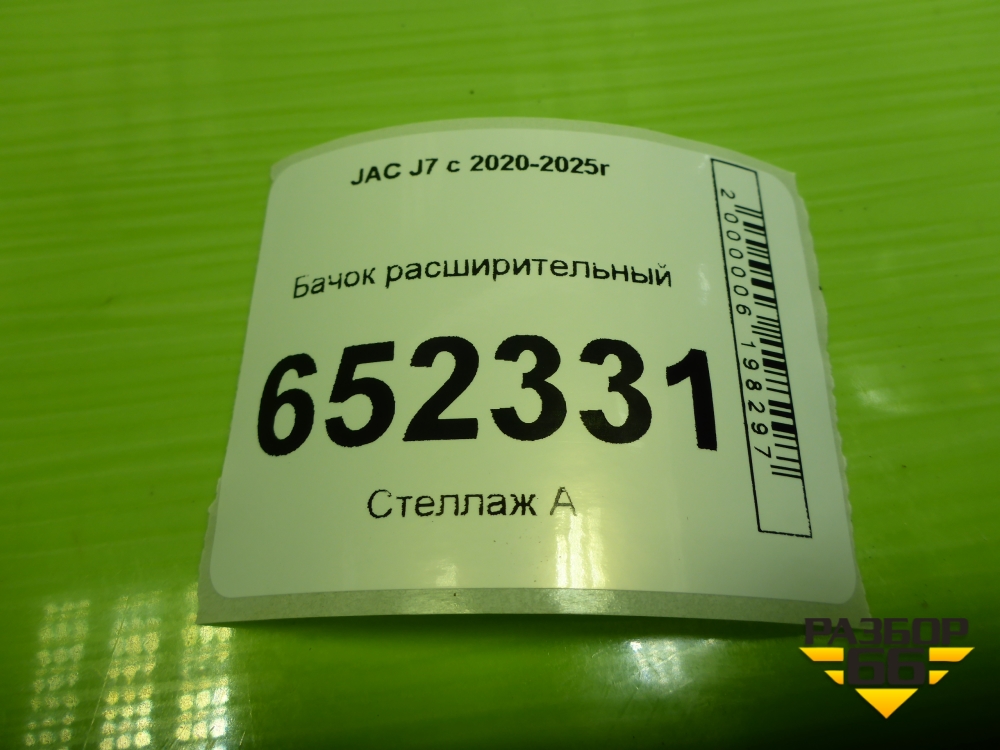 JAC J7 с 2020-2025г
Бачок расширительный
652331
Стеллаж А
2000006198297
РАЗБОР
66